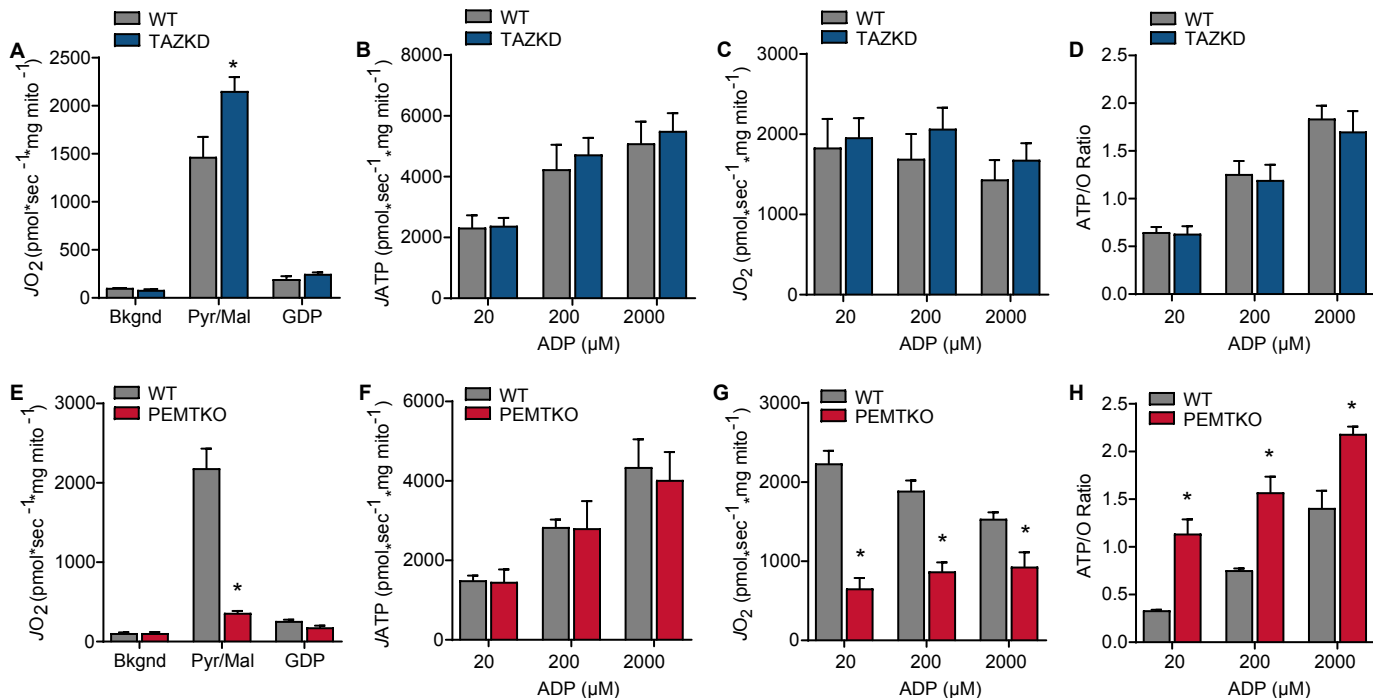 A
WT
TAZKD
JO2 (pmol*sec-1*mg mito-1)
2500
2000
1500
1000
500
0
*
Bkgnd Pyr/Mal GDP
B
WT
TAZKD
JATP (pmol*sec-1*mg mito-1)
8000
6000
4000
2000
0
20 200 2000
ADP (µM)
C
WT
TAZKD
JO2 (pmol*sec-1*mg mito-1)
3000
2000
1000
0
20 200 2000
ADP (µM)
D
WT
TAZKD
ATP/O Ratio
2.5
2.0
1.5
1.0
0.5
0.0
20 200 2000
ADP (µM)
E
WT
PEMTKO
JO2 (pmol*sec-1*mg mito-1)
3000
2000
1000
0
*
Bkgnd Pyr/Mal GDP
F
WT
PEMTKO
JATP (pmol*sec-1*mg mito-1)
6000
4000
2000
0
20 200 2000
ADP (µM)
G
WT
PEMTKO
JO2 (pmol*sec-1*mg mito-1)
3000
2000
1000
0
* * *
20 200 2000
ADP (µM)
H
WT
PEMTKO
ATP/O Ratio
2.5
2.0
1.5
1.0
0.5
0.0
* * *
20 200 2000
ADP (µM)